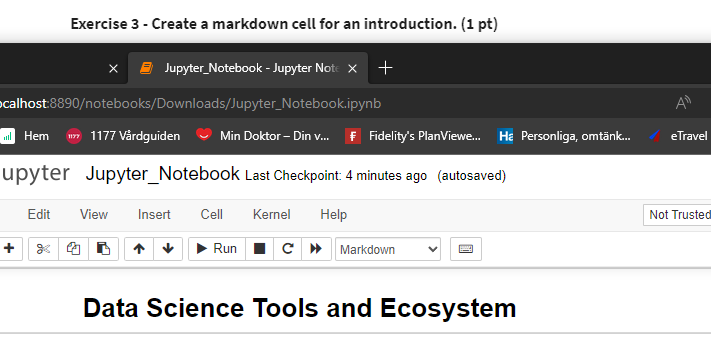 Exercise 3 - Create a markdown cell for an introduction. (1 pt)
Jupyter_Notebook - Jupyter Note
ocalhost:8890/notebooks/Downloads/Jupyter_Notebook.ipynb
Hem 1177 1177 Vårdguiden Min Doktor – Din v... F Fidelity's PlanViewe... Ha Personliga, omtänk... eTravel
upyter Jupyter_Notebook Last Checkpoint: 4 minutes ago (autosaved)
Edit View Insert Cell Kernel Help Not Trusted
Run Markdown
Data Science Tools and Ecosystem